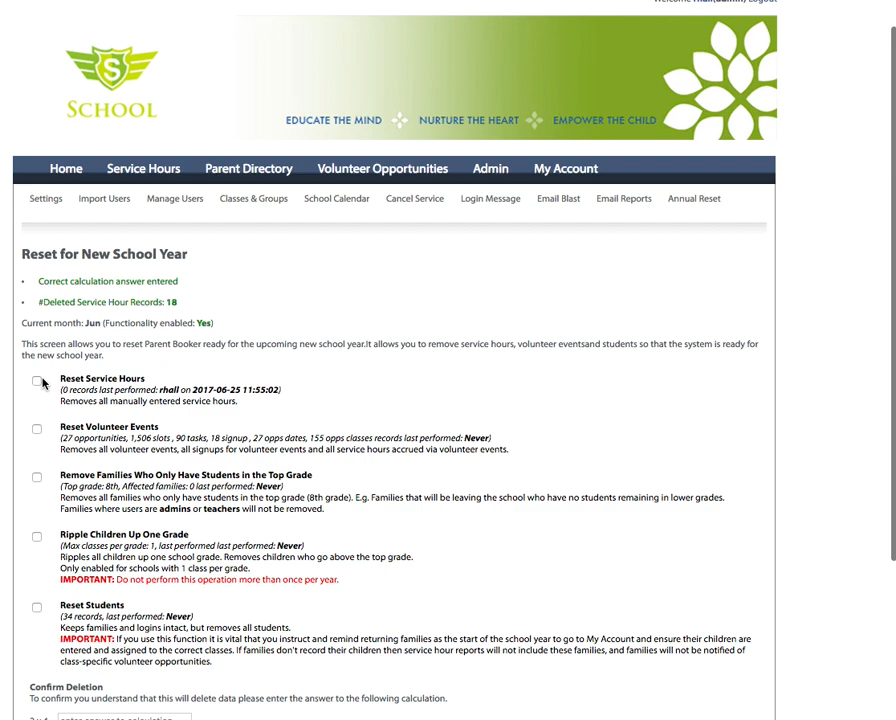 Welcome rhall(admin) Logout
S
SCHOOL
EDUCATE THE MIND NURTURE THE HEART EMPOWER THE CHILD
Home Service Hours Parent Directory Volunteer Opportunities Admin My Account
Settings Import Users Manage Users Classes & Groups School Calendar Cancel Service Login Message Email Blast Email Reports Annual Reset
Reset for New School Year
• Correct calculation answer entered
• #Deleted Service Hour Records: 18
Current month: Jun (Functionality enabled: Yes)
This screen allows you to reset Parent Booker ready for the upcoming new school year.It allows you to remove service hours, volunteer eventsand students so that the system is ready for
the new school year.
Reset Service Hours
(0 records last performed: rhall on 2017-06-25 11:55:02)
Removes all manually entered service hours.
Reset Volunteer Events
(27 opportunities, 1,506 slots , 90 tasks, 18 signup , 27 opps dates, 155 opps classes records last performed: Never)
Removes all volunteer events, all signups for volunteer events and all service hours accrued via volunteer events.
Remove Families Who Only Have Students in the Top Grade
(Top grade: 8th, Affected families: 0 last performed: Never)
Removes all families who only have students in the top grade (8th grade). E.g. Families that will be leaving the school who have no students remaining in lower grades.
Families where users are admins or teachers will not be removed.
Ripple Children Up One Grade
(Max classes per grade: 1, last performed last performed: Never)
Ripples all children up one school grade. Removes children who go above the top grade.
Only enabled for schools with 1 class per grade.
IMPORTANT: Do not perform this operation more than once per year.
Reset Students
(34 records, last performed: Never)
Keeps families and logins intact, but removes all students.
IMPORTANT: If you use this function it is vital that you instruct and remind returning families as the start of the school year to go to My Account and ensure their children are
entered and assigned to the correct classes. If families don't record their children then service hour reports will not include these families, and families will not be notified of
class-specific volunteer opportunities.
Confirm Deletion
To confirm you understand that this will delete data please enter the answer to the following calculation.
enter answer to calculation